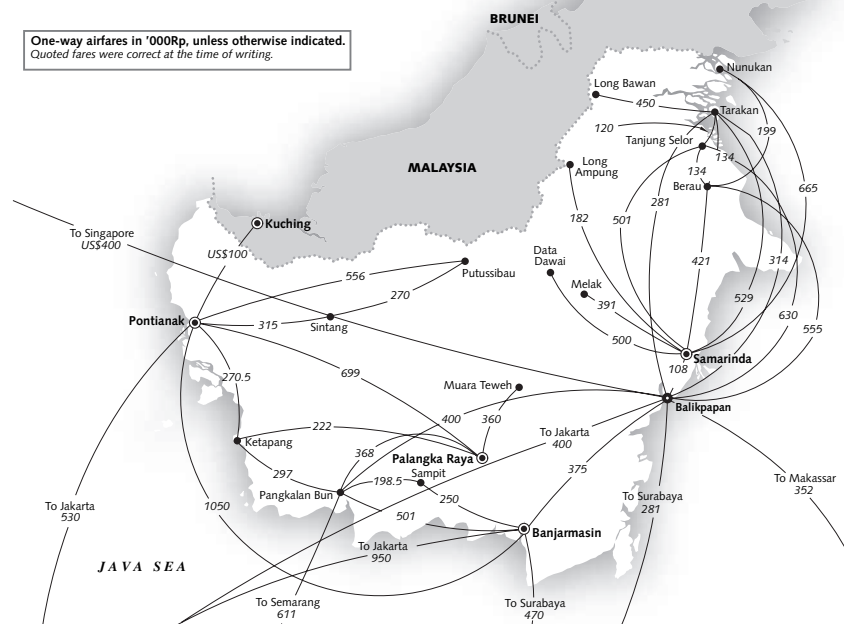 BRUNEI
One-way airfares in '000Rp, unless otherwise indicated.
Quoted fares were correct at the time of writing.
Nunukan
Long Bawan
450
Tarakan
120
199
Tanjung Selor
134
MALAYSIA
Long
Ampung
134
Berau
665
281
182
501
Kuching
To Singapore
US$400
US$100
Data
Dawai
421
314
556
Putussibau
Melak
270
391
529
Pontianak
315
Sintang
630
500
555
Samarinda
108
270.5
699
Muara Teweh
Balikpapan
400
360
222
To Jakarta
400
Ketapang
368
Palangka Raya
375
297
198.5
Sampit
To Makassar
352
Pangkalan Bun
250
To Surabaya
281
To Jakarta
530
1050
501
Banjarmasin
To Jakarta
950
JAVA SEA
To Semarang
611
To Surabaya
470